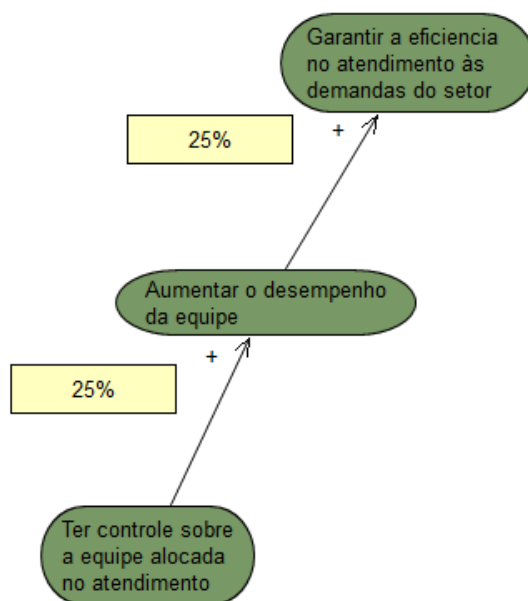 Garantir a eficiencia
no atendimento às
demandas do setor
25%
+
Aumentar o desempenho
da equipe
+
25%
Ter controle sobre
a equipe alocada
no atendimento